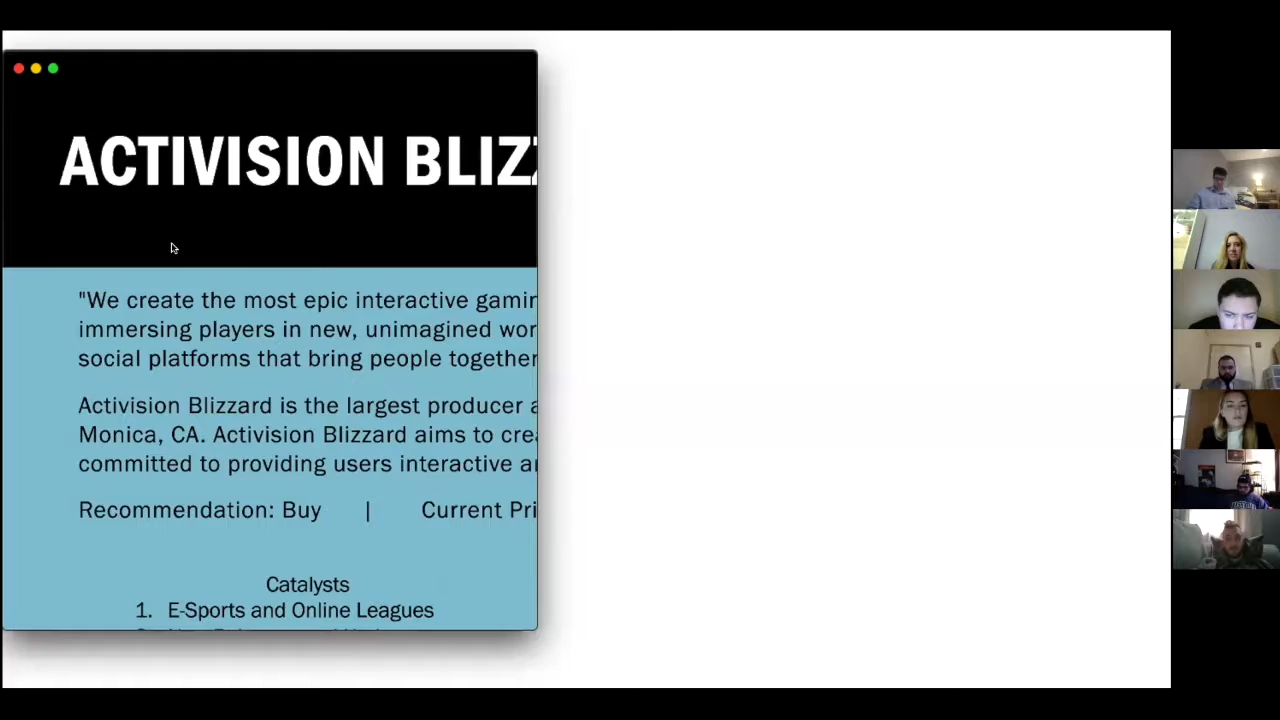 ACTIVISION BLIZ
"We create the most epic interactive gamin
immersing players in new, unimagined wor
social platforms that bring people together
Activision Blizzard is the largest producer a
Monica, CA. Activision Blizzard aims to crea
committed to providing users interactive an
Recommendation: Buy | Current Pri
Catalysts
1. E-Sports and Online Leagues